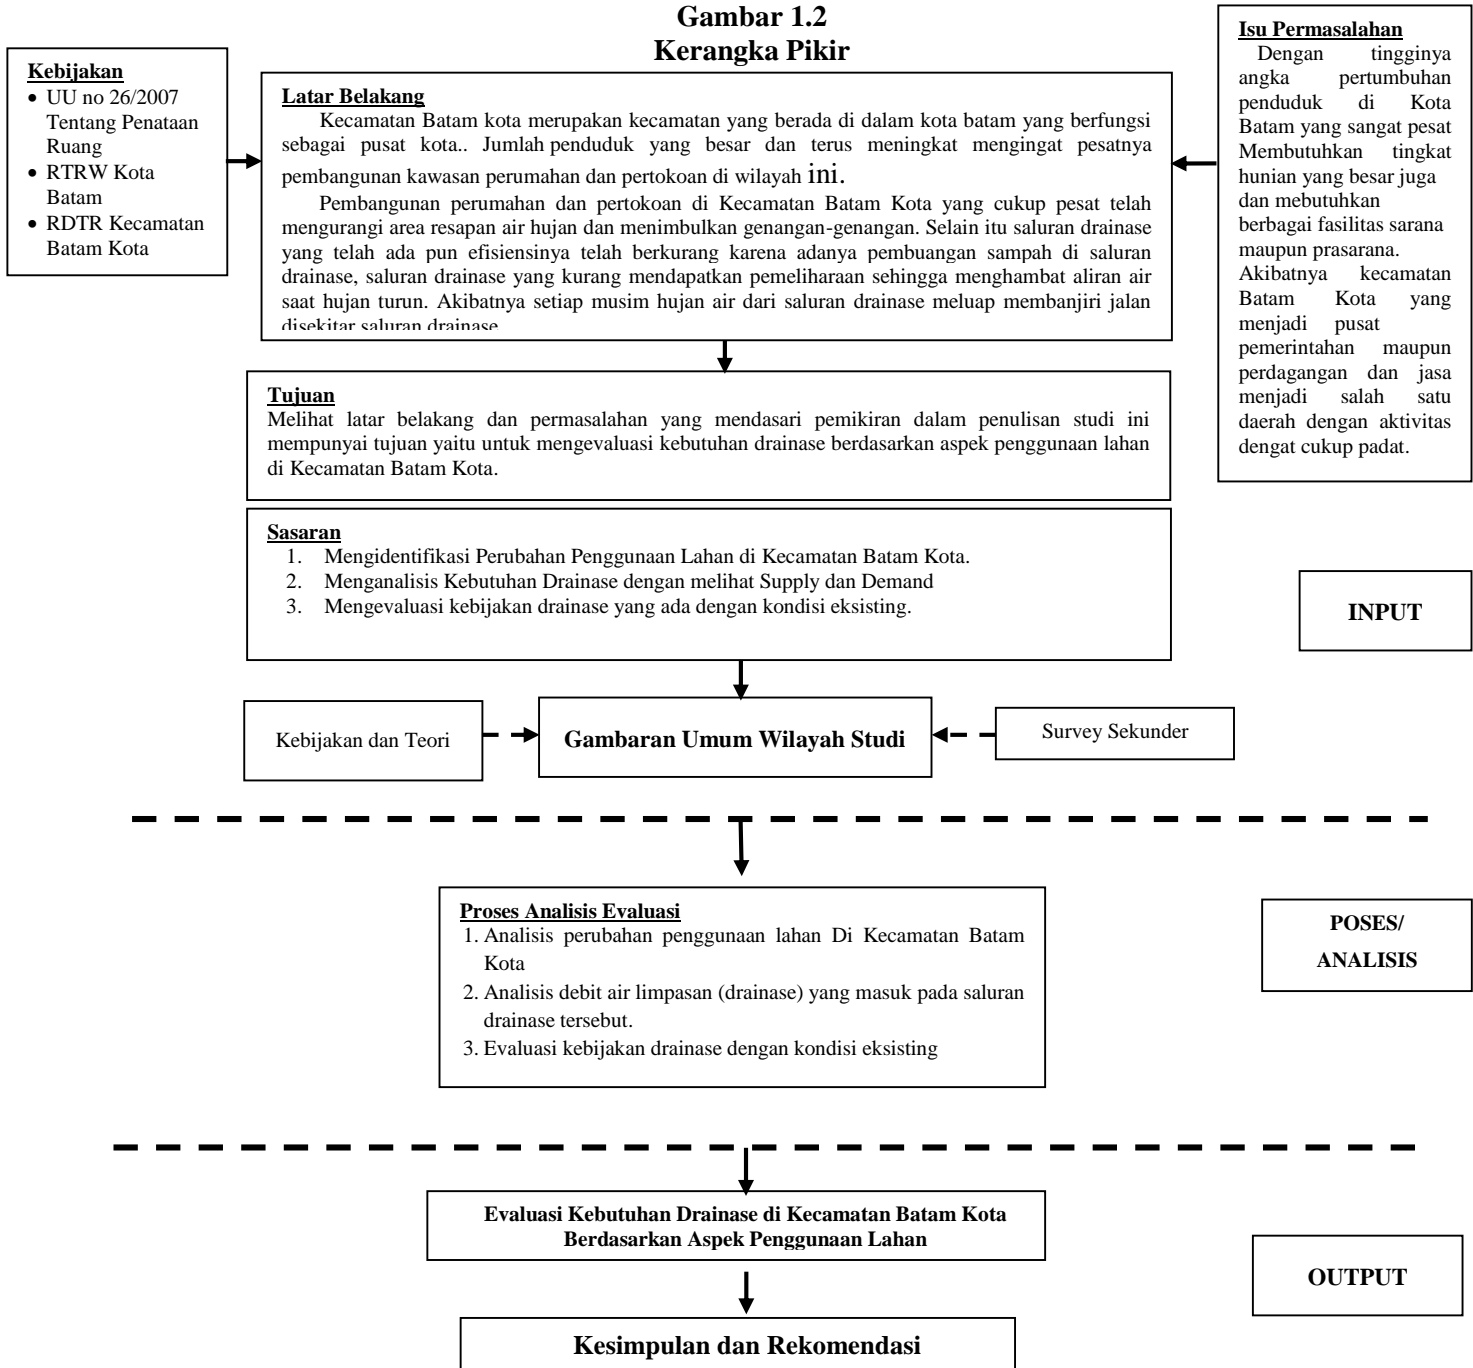 Gambar 1.2
Kerangka Pikir
Kebijakan
• UU no 26/2007
Tentang Penataan
Ruang
• RTRW Kota
Batam
• RDTR Kecamatan
Batam Kota
Latar Belakang
Kecamatan Batam kota merupakan kecamatan yang berada di dalam kota batam yang berfungsi
sebagai pusat kota.. Jumlah penduduk yang besar dan terus meningkat mengingat pesatnya
pembangunan kawasan perumahan dan pertokoan di wilayah ini.
Pembangunan perumahan dan pertokoan di Kecamatan Batam Kota yang cukup pesat telah
mengurangi area resapan air hujan dan menimbulkan genangan-genangan. Selain itu saluran drainase
yang telah ada pun efisiensinya telah berkurang karena adanya pembuangan sampah di saluran
drainase, saluran drainase yang kurang mendapatkan pemeliharaan sehingga menghambat aliran air
saat hujan turun. Akibatnya setiap musim hujan air dari saluran drainase meluap membanjiri jalan
disekitar saluran drainase
Isu Permasalahan
Dengan tingginya
angka pertumbuhan
penduduk di Kota
Batam yang sangat pesat
Membutuhkan tingkat
hunian yang besar juga
dan mebutuhkan
berbagai fasilitas sarana
maupun prasarana.
Akibatnya kecamatan
Batam Kota yang
menjadi pusat
pemerintahan maupun
perdagangan dan jasa
menjadi salah satu
daerah dengan aktivitas
dengat cukup padat.
Tujuan
Melihat latar belakang dan permasalahan yang mendasari pemikiran dalam penulisan studi ini
mempunyai tujuan yaitu untuk mengevaluasi kebutuhan drainase berdasarkan aspek penggunaan lahan
di Kecamatan Batam Kota.
Sasaran
1. Mengidentifikasi Perubahan Penggunaan Lahan di Kecamatan Batam Kota.
2. Menganalisis Kebutuhan Drainase dengan melihat Supply dan Demand
3. Mengevaluasi kebijakan drainase yang ada dengan kondisi eksisting.
INPUT
Kebijakan dan Teori
Gambaran Umum Wilayah Studi
Survey Sekunder
Proses Analisis Evaluasi
1. Analisis perubahan penggunaan lahan Di Kecamatan Batam
Kota
2. Analisis debit air limpasan (drainase) yang masuk pada saluran
drainase tersebut.
3. Evaluasi kebijakan drainase dengan kondisi eksisting
POSES/
ANALISIS
Evaluasi Kebutuhan Drainase di Kecamatan Batam Kota
Berdasarkan Aspek Penggunaan Lahan
OUTPUT
Kesimpulan dan Rekomendasi